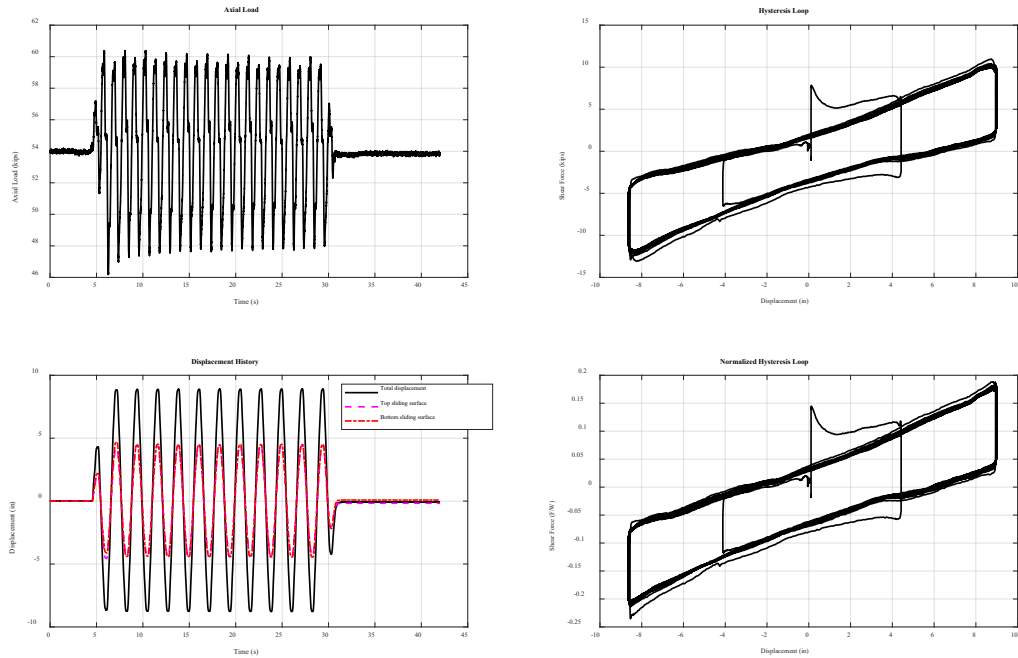 Axial Load
62
60
58
56
54
52
50
48
46
Axial Load (kips)
0 5 10 15 20 25 30 35 40 45
Time (s)
Hysteresis Loop
15
10
5
0
-5
-10
-15
Shear Force (kips)
-10 -8 -6 -4 -2 0 2 4 6 8 10
Displacement (in)
Displacement History
10
5
0
-5
-10
Displacement (in)
0 5 10 15 20 25 30 35 40 45
Time (s)
Total displacement
Top sliding surface
Bottom sliding surface
Normalized Hysteresis Loop
0.2
0.15
0.1
0.05
0
-0.05
-0.1
-0.15
-0.2
-0.25
Shear Force (F/W)
-10 -8 -6 -4 -2 0 2 4 6 8 10
Displacement (in)